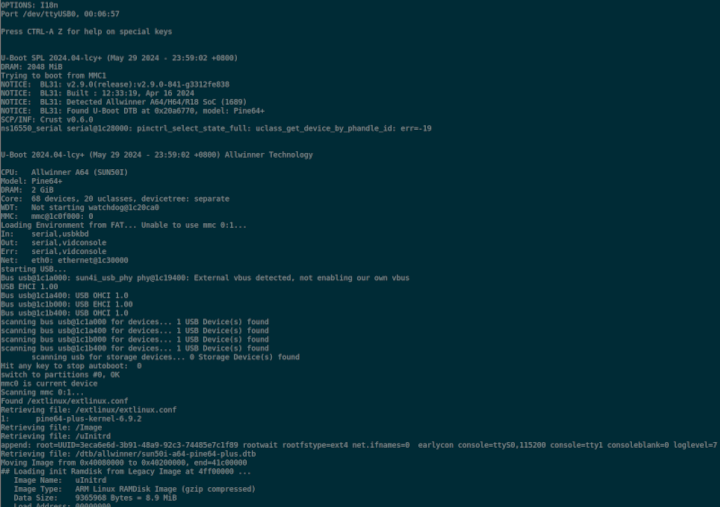 OPTIONS: I18n
Port /dev/ttyUSB0, 00:06:57
Press CTRL-A Z for help on special keys
U-Boot SPL 2024.04-lcy+ (May 29 2024 - 23:59:02 +0800)
DRAM: 2048 MiB
Trying to boot from MMC1
NOTICE:  BL31: v2.9.0(release):v2.9.0-841-g3312fe838
NOTICE:  BL31: Built : 12:33:19, Apr 16 2024
NOTICE:  BL31: Detected Allwinner A64/H64/R18 SoC (1689)
NOTICE:  BL31: Found U-Boot DTB at 0x20a6770, model: Pine64+
SCP/INF: Crust v0.6.0
ns16550_serial serial@1c28000: pinctrl_select_state_full: uclass_get_device_by_phandle_id: err=-19
U-Boot 2024.04-lcy+ (May 29 2024 - 23:59:02 +0800) Allwinner Technology
CPU:   Allwinner A64 (SUN50I)
Model: Pine64+
DRAM:  2 GiB
Core:  68 devices, 20 uclasses, devicetree: separate
WDT:   Not starting watchdog@1c20ca0
MMC:   mmc@1c0f000: 0
Loading Environment from FAT... Unable to use mmc 0:1...
In:    serial,usbkbd
Out:   serial,vidconsole
Err:   serial,vidconsole
Net:   eth0: ethernet@1c30000
starting USB...
Bus usb@1c1a000: sun4i_usb_phy phy@1c19400: External vbus detected, not enabling our own vbus
USB EHCI 1.00
Bus usb@1c1a400: USB OHCI 1.0
Bus usb@1c1b000: USB EHCI 1.00
Bus usb@1c1b400: USB OHCI 1.0
scanning bus usb@1c1a000 for devices... 1 USB Device(s) found
scanning bus usb@1c1a400 for devices... 1 USB Device(s) found
scanning bus usb@1c1b000 for devices... 1 USB Device(s) found
scanning bus usb@1c1b400 for devices... 1 USB Device(s) found
       scanning usb for storage devices... 0 Storage Device(s) found
Hit any key to stop autoboot:  0
switch to partitions #0, OK
mmc0 is current device
Scanning mmc 0:1...
Found /extlinux/extlinux.conf
Retrieving file: /extlinux/extlinux.conf
1:      pine64-plus-kernel-6.9.2
Retrieving file: /Image
Retrieving file: /uInitrd
append: root=UUID=3eca6e6d-3b91-48a9-92c3-74485e7c1f89 rootwait rootfstype=ext4 net.ifnames=0  earlycon console=ttyS0,115200 console=tty1 consoleblank=0 loglevel=7
Retrieving file: /dtb/allwinner/sun50i-a64-pine64-plus.dtb
Moving Image from 0x40080000 to 0x40200000, end=41c00000
## Loading init Ramdisk from Legacy Image at 4ff00000 ...
   Image Name:   uInitrd
   Image Type:   ARM Linux RAMDisk Image (gzip compressed)
   Data Size:    9365968 Bytes = 8.9 MiB
   Load Address: 00000000